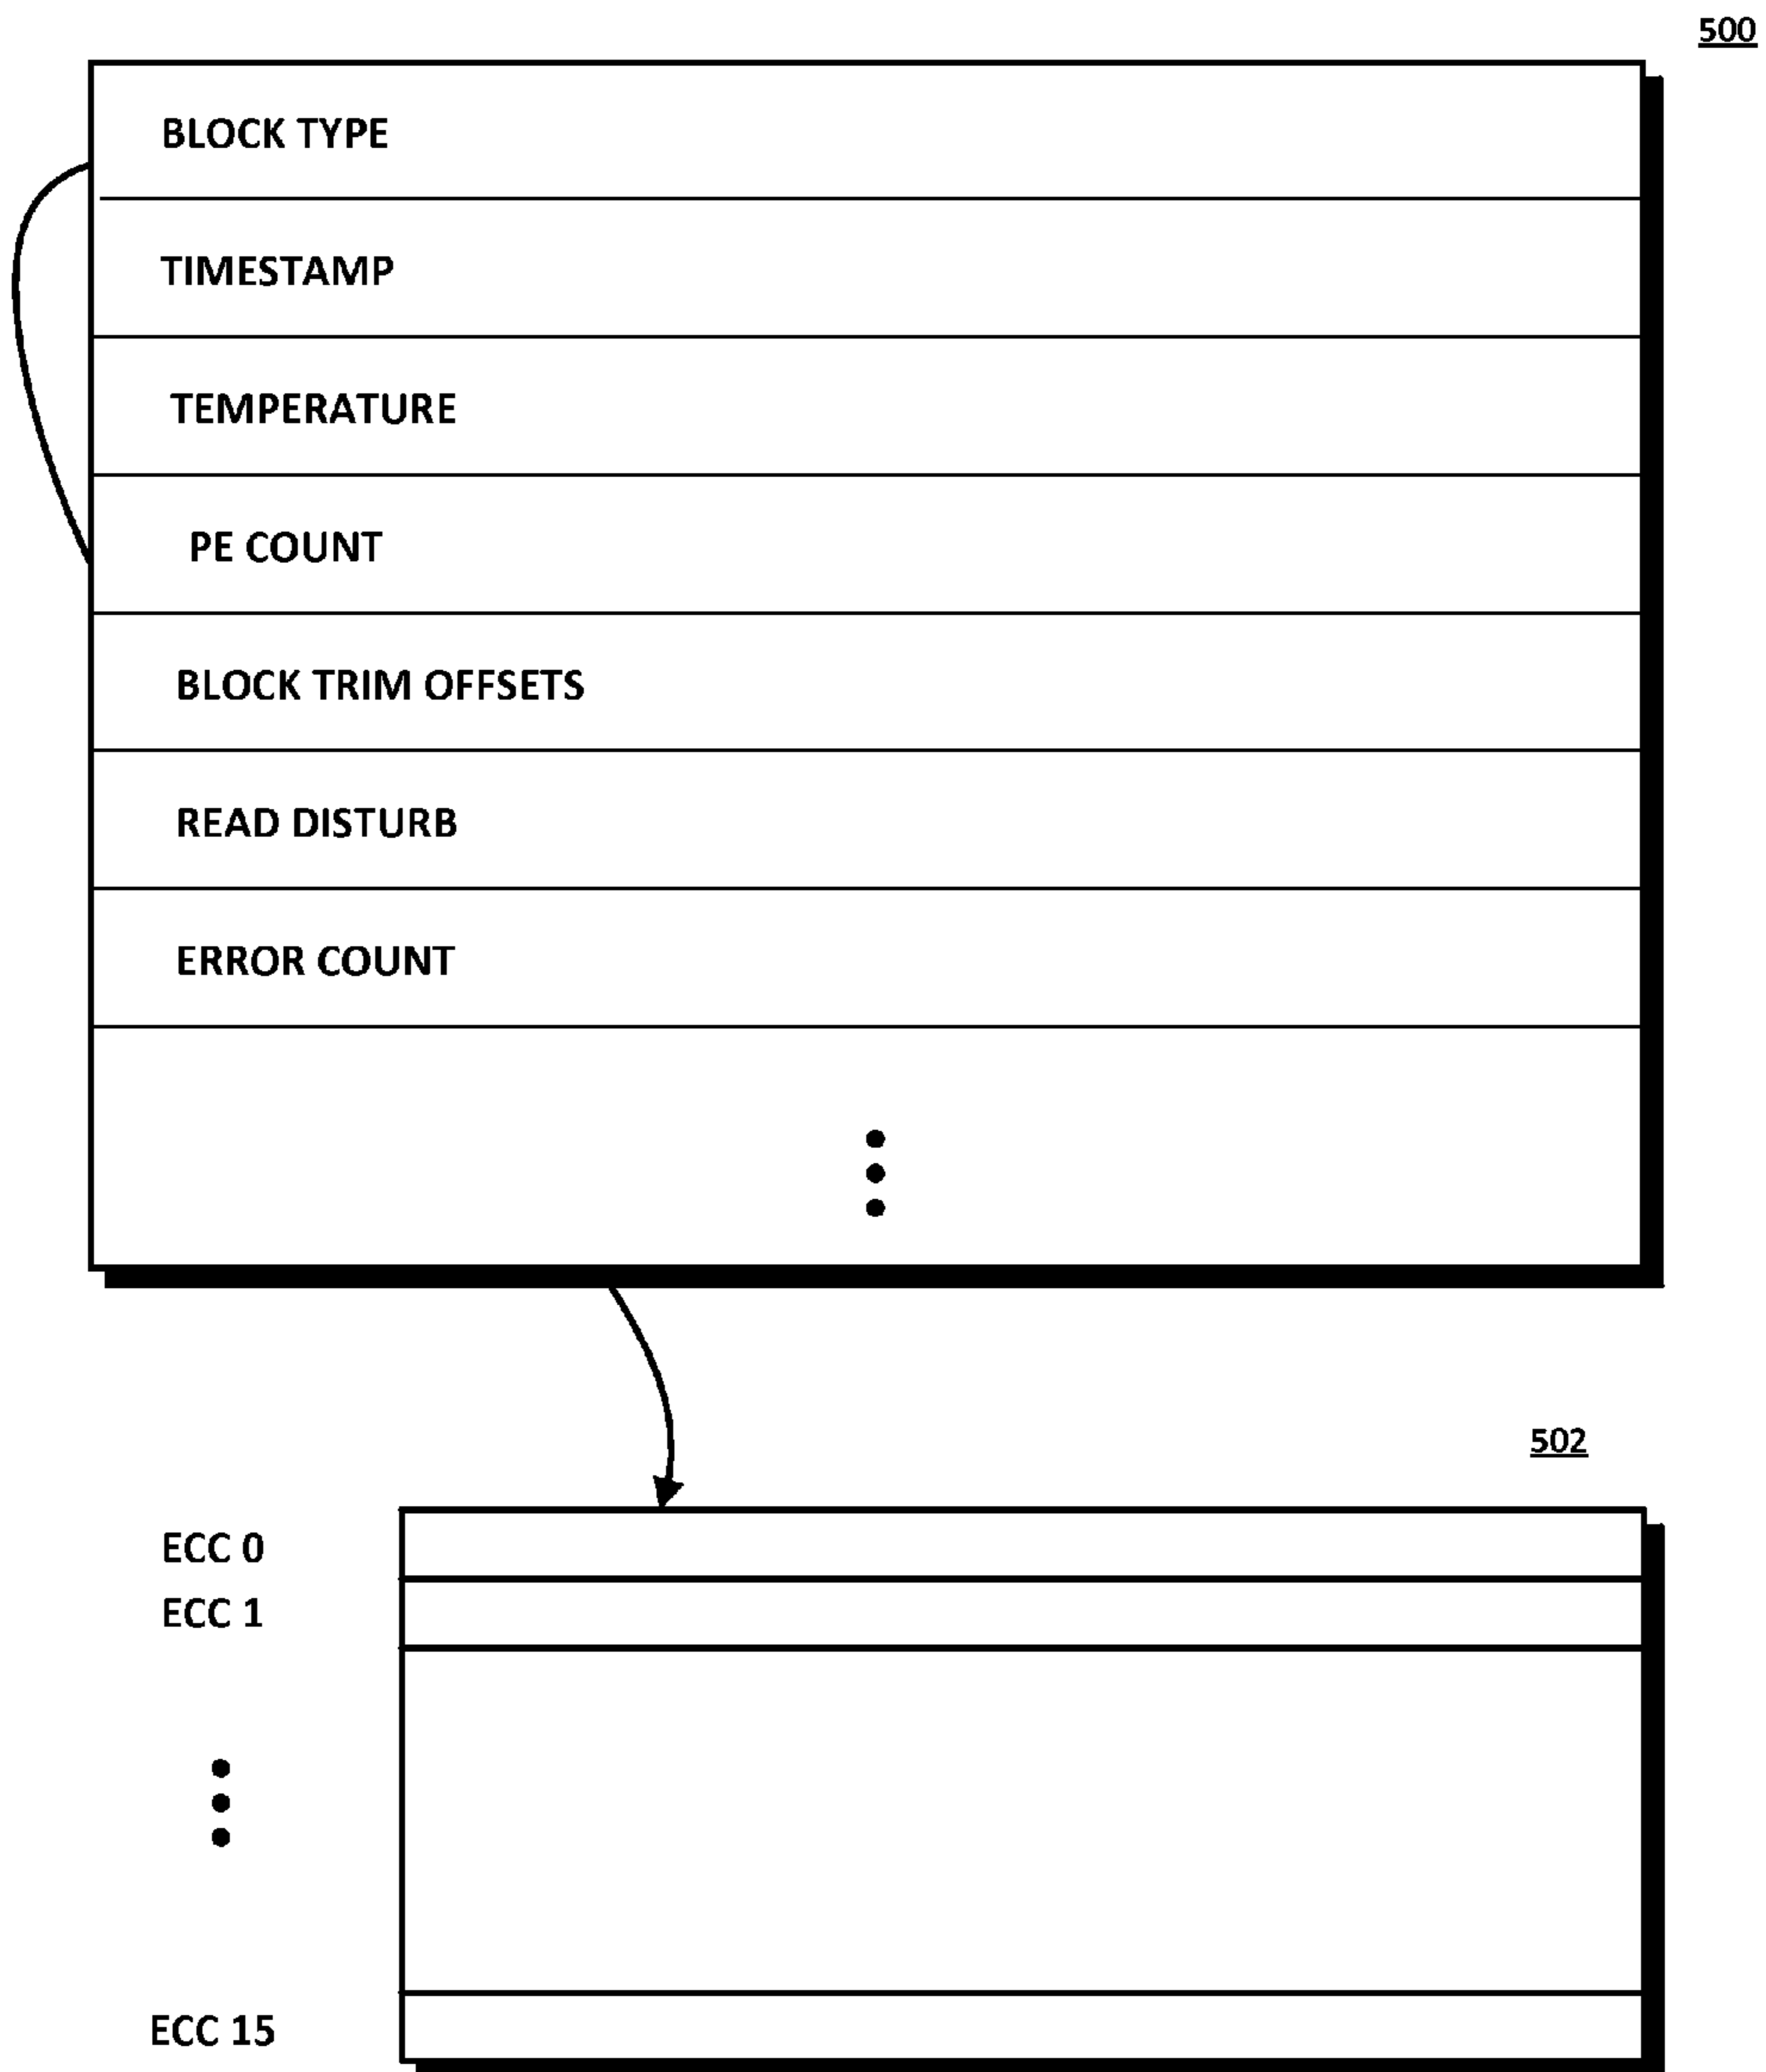 500
BLOCK TYPE
TIMESTAMP
TEMPERATURE
PE COUNT
BLOCK TRIM OFFSETS
READ DISTURB
ERROR COUNT
502
ECC 0
ECC 1
ECC 15